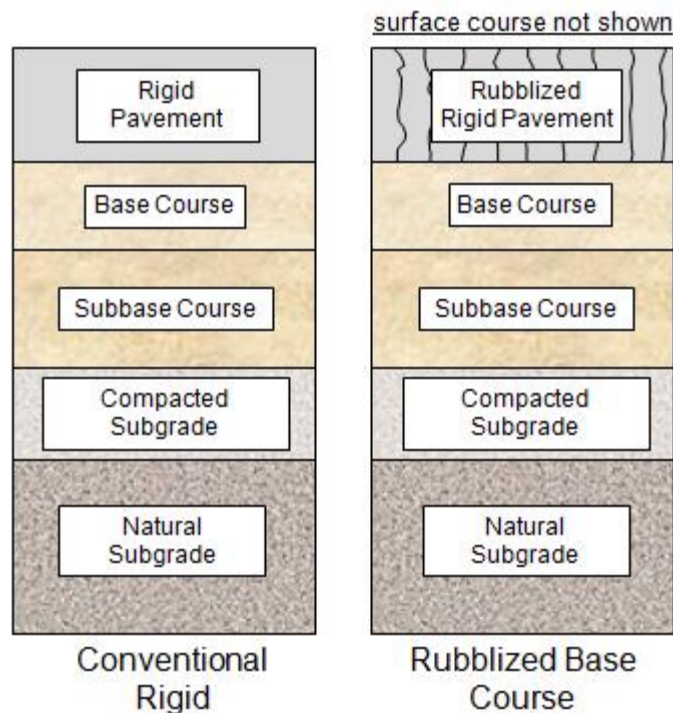 surface course not shown
Rigid
Pavement
Base Course
Subbase Course
Compacted
Subgrade
Natural
Subgrade
Conventional
Rigid
Rubblized
Rigid Pavement
Base Course
Subbase Course
Compacted
Subgrade
Natural
Subgrade
Rubblized Base
Course